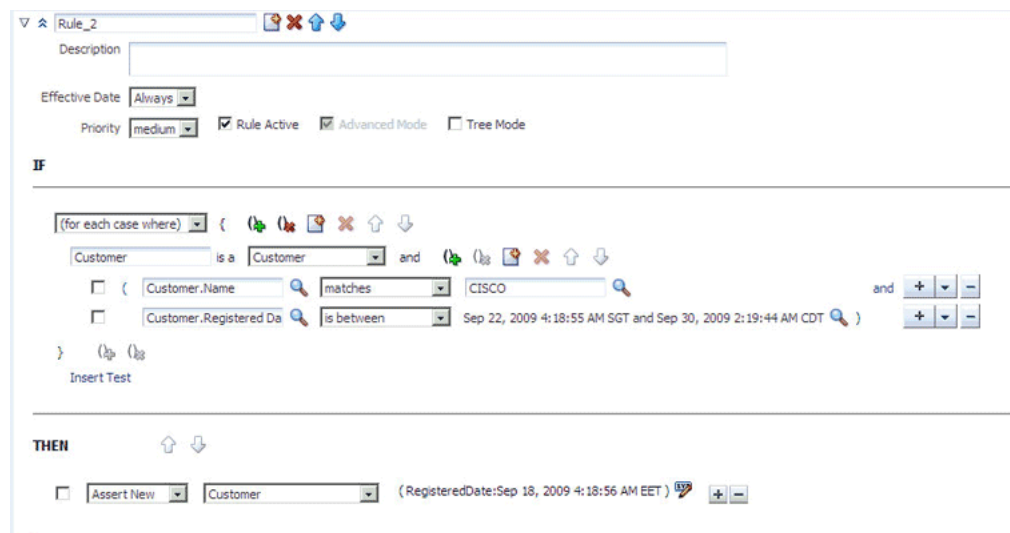 Rule_2
Description
Effective Date Always
Priority medium Rule Active Advanced Mode Tree Mode
IF
(for each case where) {
Customer is a Customer and
( Customer.Name matches CISCO and
Customer.Registered Da is between Sep 22, 2009 4:18:55 AM SGT and Sep 30, 2009 2:19:44 AM CDT )
}
Insert Test
THEN
Assert New Customer (RegisteredDate:Sep 18, 2009 4:18:56 AM EET )